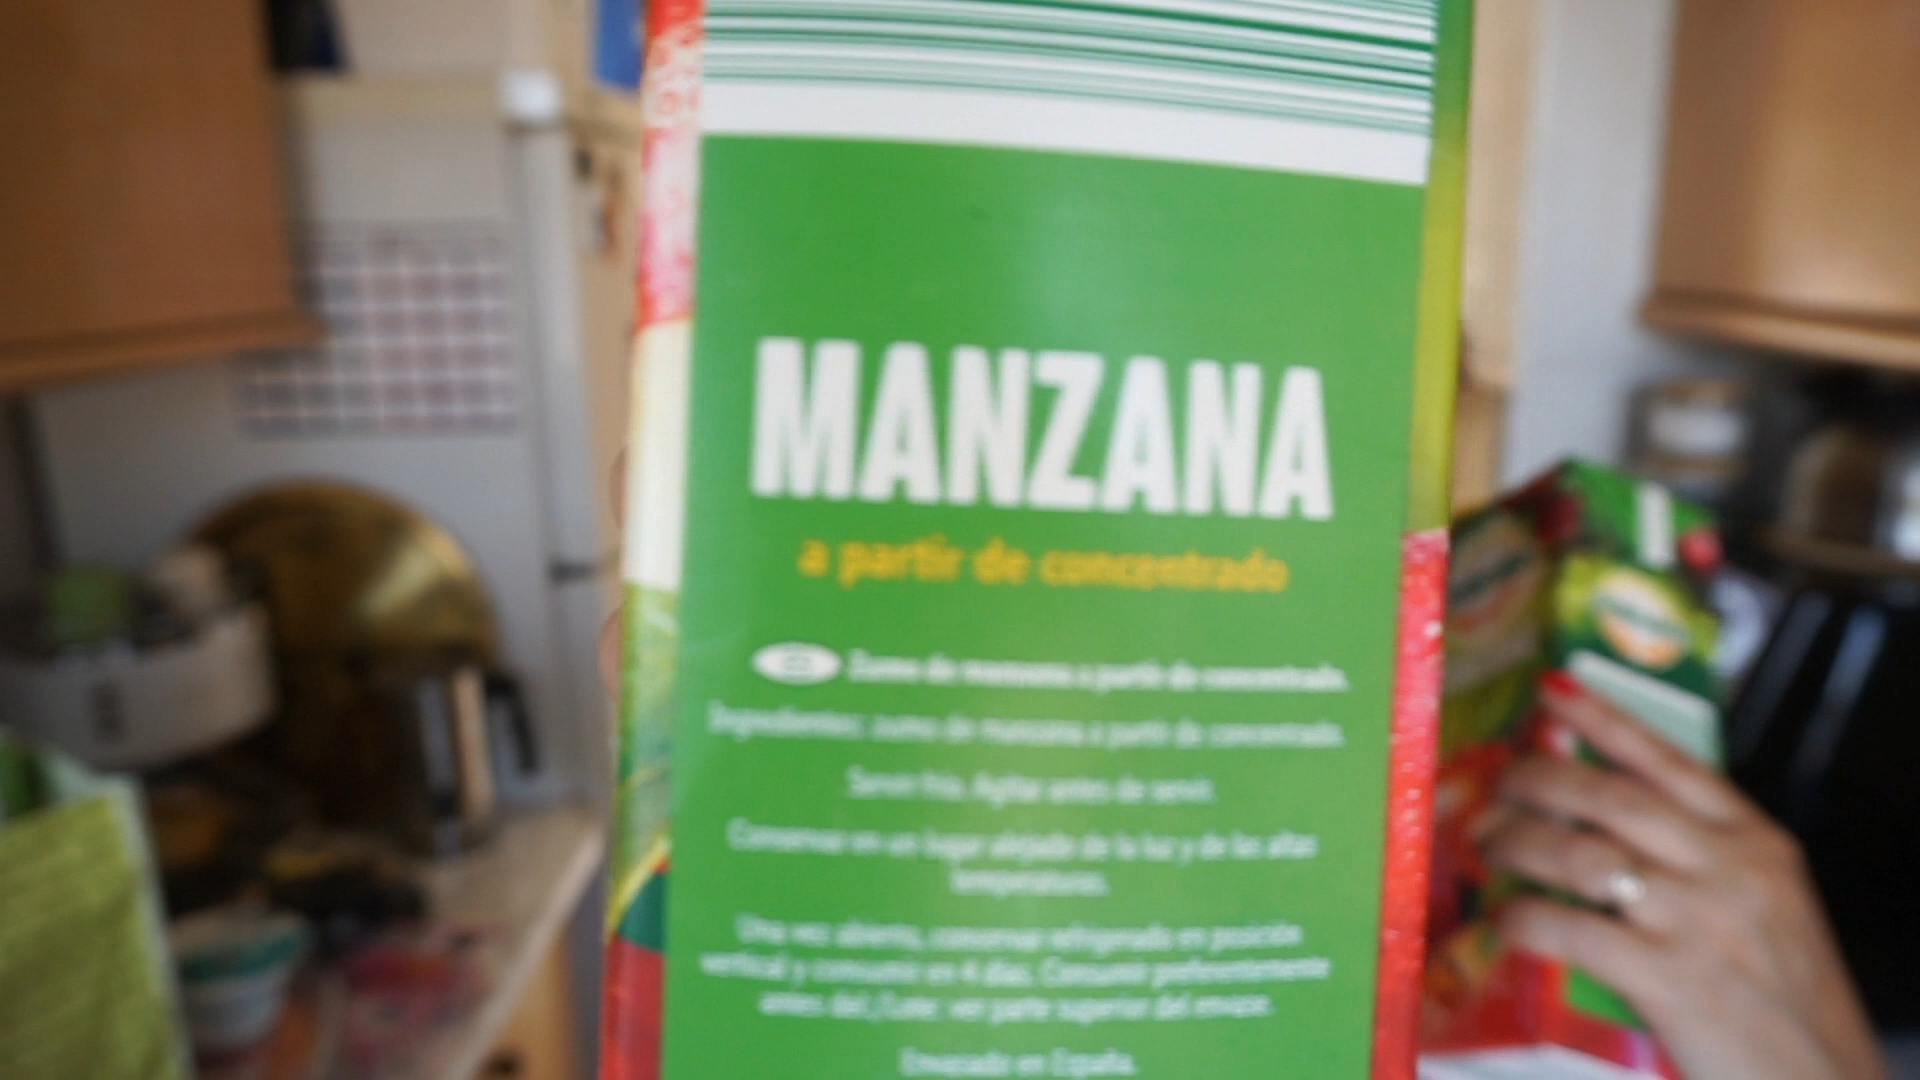 MANZANA
a partir de concentrado
Zumo de manzana a partir de concentrado.
Ingredientes: zumo de manzana a partir de concentrado.
Servir frío. Agitar antes de servir.
Conservar en un lugar alejado de la luz y de las altas
temperaturas.
Una vez abierto, conservar refrigerado en posición
vertical y consumir en 4 días. Consumir preferentemente
antes del/Lote: ver parte superior del envase.
Envasado en España.